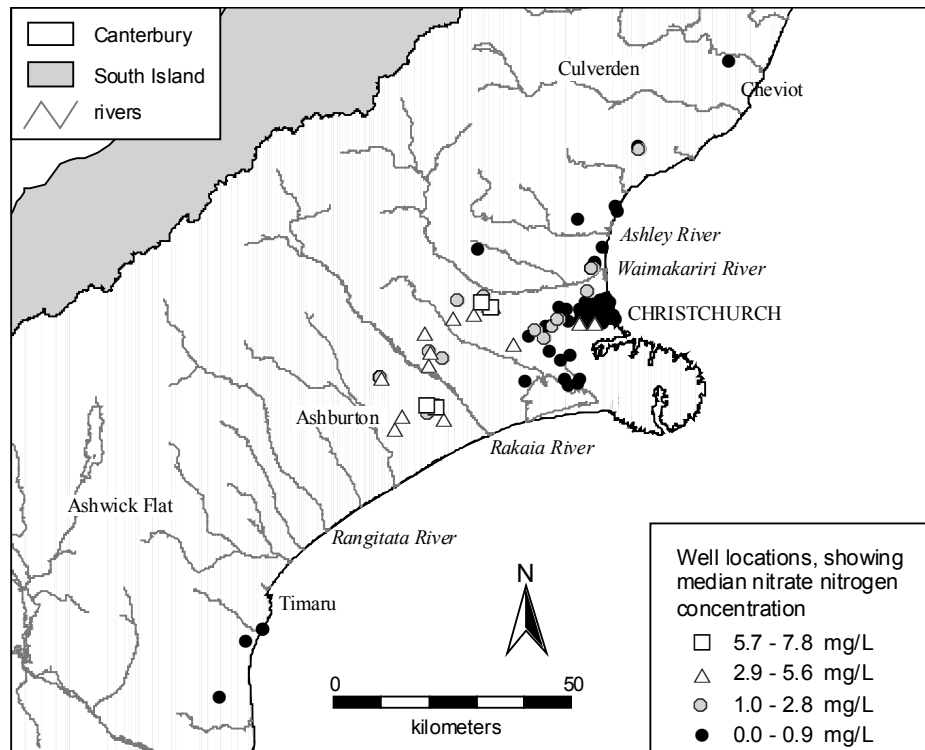 Canterbury
South Island
rivers
Culverden
Cheviot
Ashley River
Waimakariri River
CHRISTCHURCH
Ashburton
Rakaia River
Ashwick Flat
Rangitata River
Timaru
N
0 50
kilometers
Well locations, showing
median nitrate nitrogen
concentration
5.7 - 7.8 mg/L
2.9 - 5.6 mg/L
1.0 - 2.8 mg/L
0.0 - 0.9 mg/L